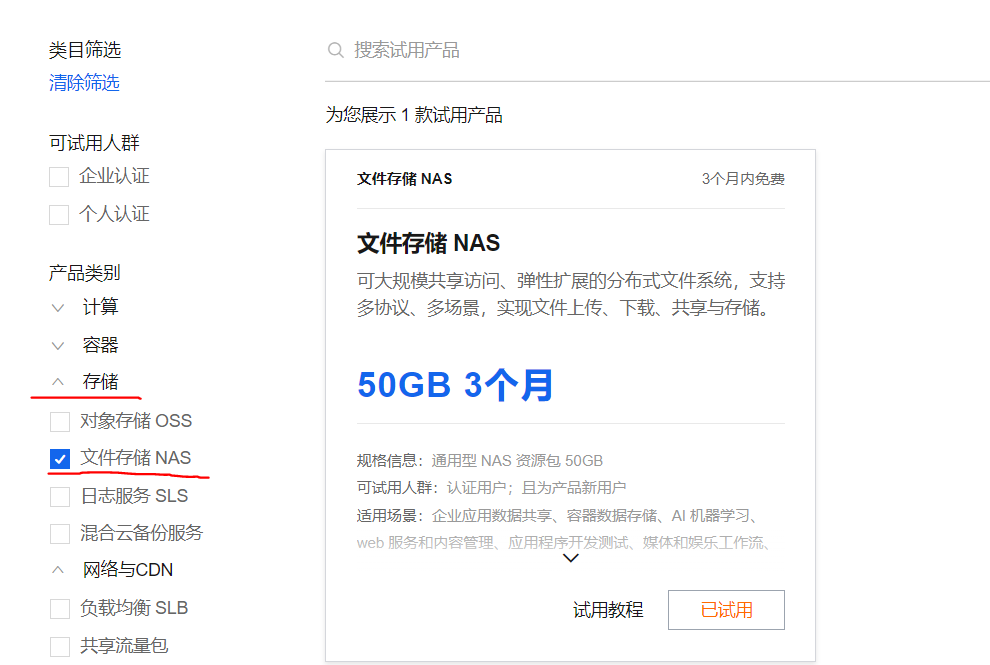 类目筛选
清除筛选
可试用人群
企业认证
个人认证
产品类别
计算
容器
存储
对象存储 OSS
文件存储 NAS
日志服务 SLS
混合云备份服务
网络与CDN
负载均衡 SLB
共享流量包
搜索试用产品
为您展示 1 款试用产品
文件存储 NAS 3个月内免费
文件存储 NAS
可大规模共享访问、弹性扩展的分布式文件系统，支持
多协议、多场景，实现文件上传、下载、共享与存储。
50GB 3个月
规格信息：通用型 NAS 资源包 50GB
可试用人群：认证用户；且为产品新用户
适用场景：企业应用数据共享、容器数据存储、AI 机器学习、
web 服务和内容管理、应用程序开发测试、媒体和娱乐工作流、
试用教程 已试用